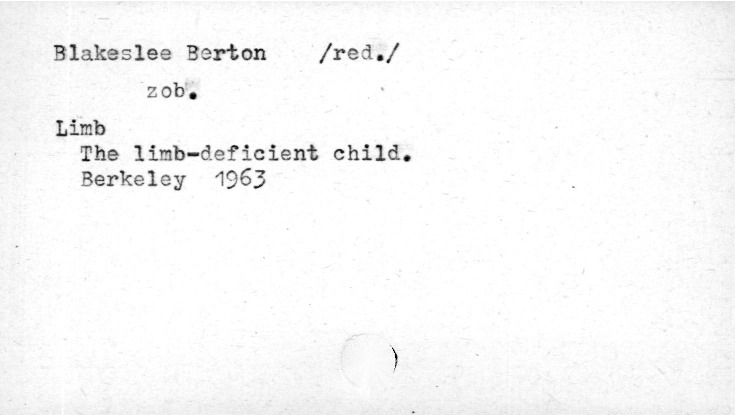 Blakeslee Berton /red./
zob.
Limb
The limb-deficient child.
Berkeley 1963